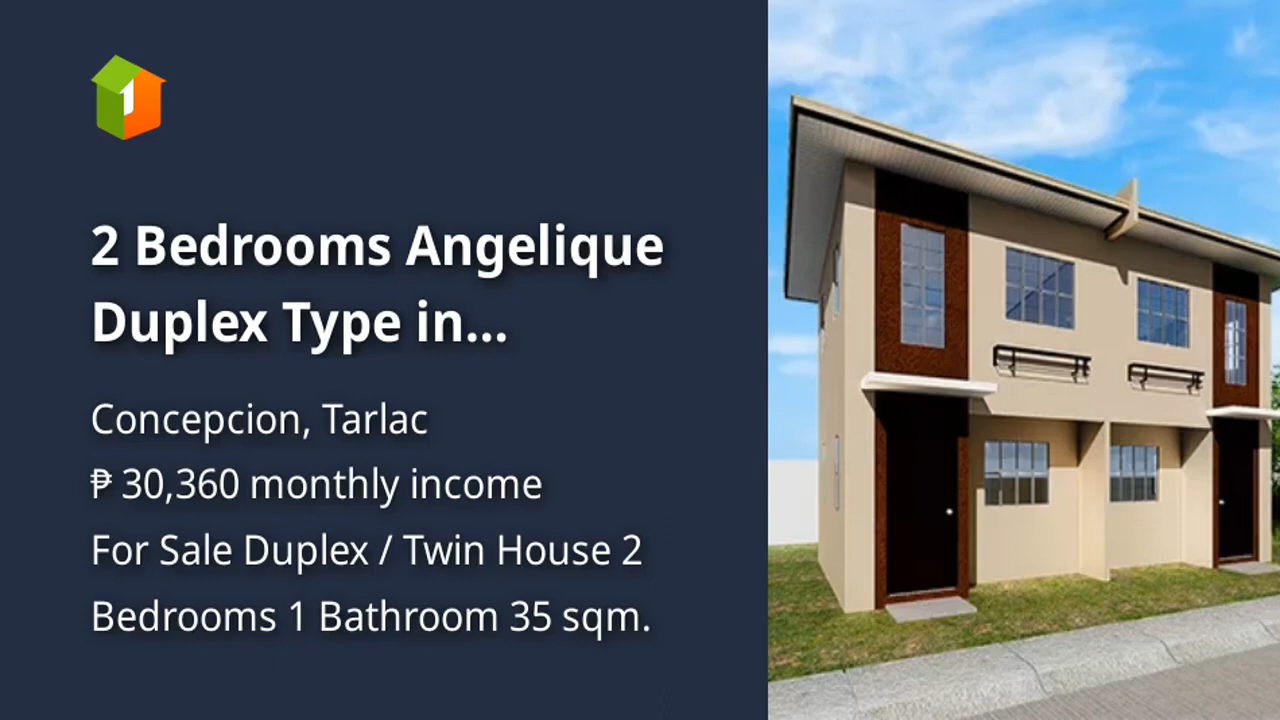 2 Bedrooms Angelique
Duplex Type in...
Concepcion, Tarlac
₱ 30,360 monthly income
For Sale Duplex / Twin House 2
Bedrooms 1 Bathroom 35 sqm.